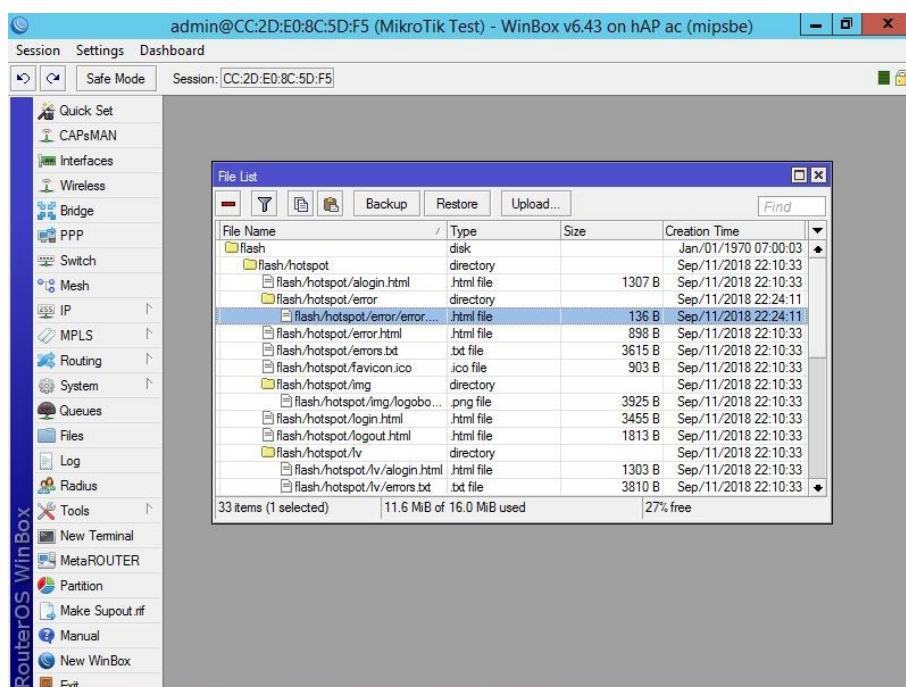 admin@CC:2D:E0:8C:5D:F5 (MikroTik Test) - WinBox v6.43 on hAP ac (mipsbe)
Session Settings Dashboard
Safe Mode Session: CC:2D:E0:8C:5D:F5
Quick Set
CAPsMAN
Interfaces
Wireless
Bridge
PPP
Switch
Mesh
IP
MPLS
Routing
System
Queues
Files
Log
Radius
Tools
New Terminal
MetaROUTER
Partition
Make Supout.rif
Manual
New WinBox
Exit
RouterOS WinBox
File List
Backup Restore Upload... Find
File Name / Type Size Creation Time
flash disk Jan/01/1970 07:00:03
flash/hotspot directory Sep/11/2018 22:10:33
flash/hotspot/alogin.html .html file 1307 B Sep/11/2018 22:10:33
flash/hotspot/error directory Sep/11/2018 22:24:11
flash/hotspot/error/error.... .html file 136 B Sep/11/2018 22:24:11
flash/hotspot/error.html .html file 898 B Sep/11/2018 22:10:33
flash/hotspot/errors.txt .txt file 3615 B Sep/11/2018 22:10:33
flash/hotspot/favicon.ico .ico file 903 B Sep/11/2018 22:10:33
flash/hotspot/img directory Sep/11/2018 22:10:33
flash/hotspot/img/logobo... .png file 3925 B Sep/11/2018 22:10:33
flash/hotspot/login.html .html file 3455 B Sep/11/2018 22:10:33
flash/hotspot/logout.html .html file 1813 B Sep/11/2018 22:10:33
flash/hotspot/lv directory Sep/11/2018 22:10:33
flash/hotspot/lv/alogin.html .html file 1303 B Sep/11/2018 22:10:33
flash/hotspot/lv/errors.txt .txt file 3810 B Sep/11/2018 22:10:33
33 items (1 selected) 11.6 MiB of 16.0 MiB used 27% free